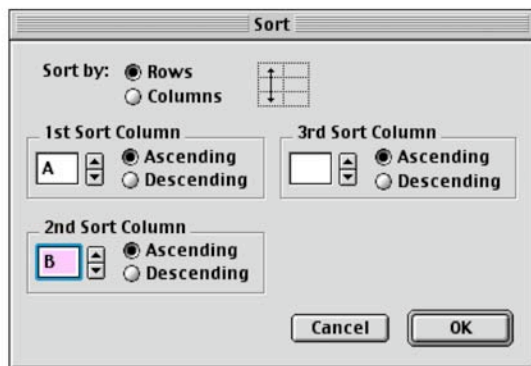 Sort
Sort by:
Rows
Columns
1st Sort Column
A
Ascending
Descending
3rd Sort Column
Ascending
Descending
2nd Sort Column
B
Ascending
Descending
Cancel
OK